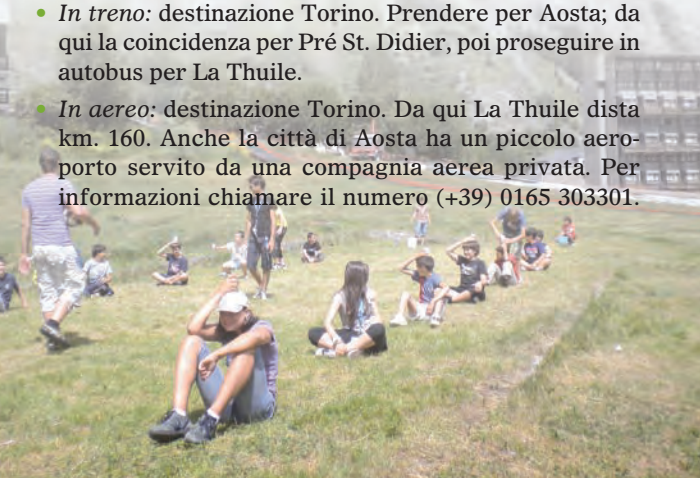 • In treno: destinazione Torino. Prendere per Aosta; da
qui la coincidenza per Pré St. Didier, poi proseguire in
autobus per La Thuile.
• In aereo: destinazione Torino. Da qui La Thuile dista
km. 160. Anche la città di Aosta ha un piccolo aero-
porto servito da una compagnia aerea privata. Per
informazioni chiamare il numero (+39) 0165 303301.